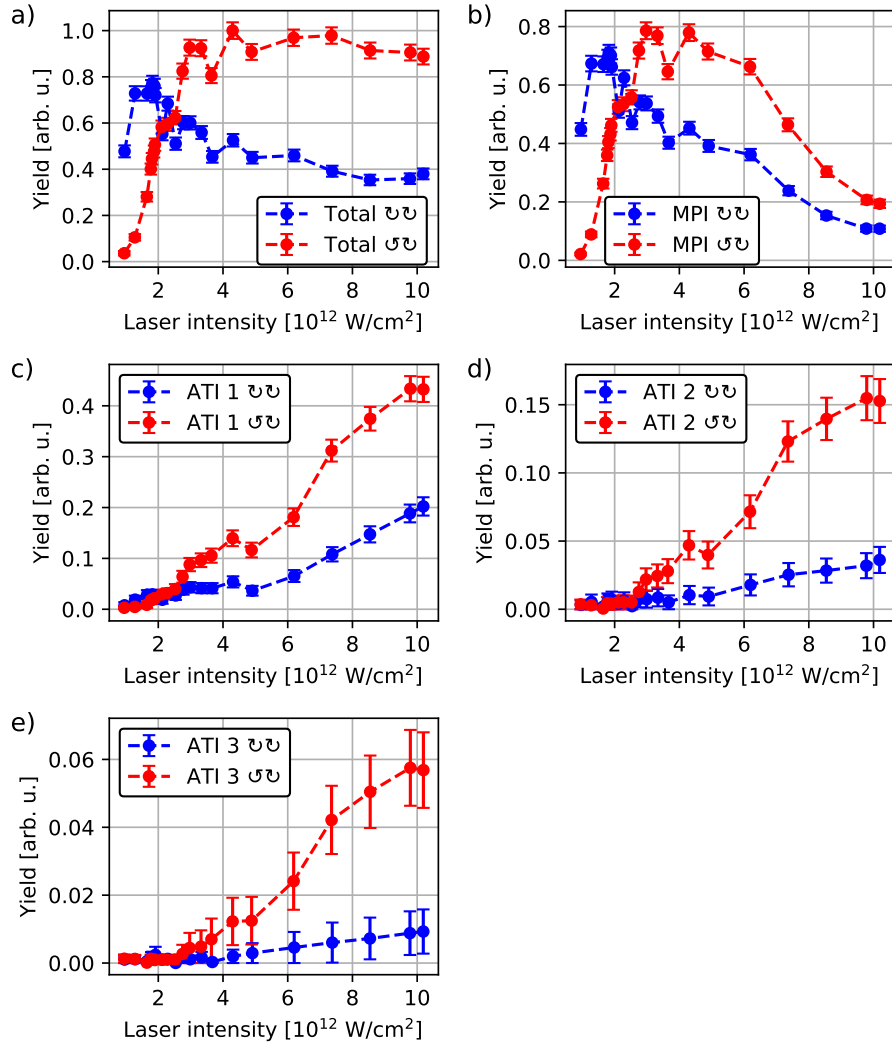 a)
Yield [arb. u.]
1.0
0.8
0.6
0.4
0.2
0.0
Total ↻↻
Total ↺↻
2 4 6 8 10
Laser intensity [10¹² W/cm²]
b)
Yield [arb. u.]
0.8
0.6
0.4
0.2
0.0
MPI ↻↻
MPI ↺↻
2 4 6 8 10
Laser intensity [10¹² W/cm²]
c)
Yield [arb. u.]
0.4
0.3
0.2
0.1
0.0
ATI 1 ↻↻
ATI 1 ↺↻
2 4 6 8 10
Laser intensity [10¹² W/cm²]
d)
Yield [arb. u.]
0.15
0.10
0.05
0.00
ATI 2 ↻↻
ATI 2 ↺↻
2 4 6 8 10
Laser intensity [10¹² W/cm²]
e)
Yield [arb. u.]
0.06
0.04
0.02
0.00
ATI 3 ↻↻
ATI 3 ↺↻
2 4 6 8 10
Laser intensity [10¹² W/cm²]